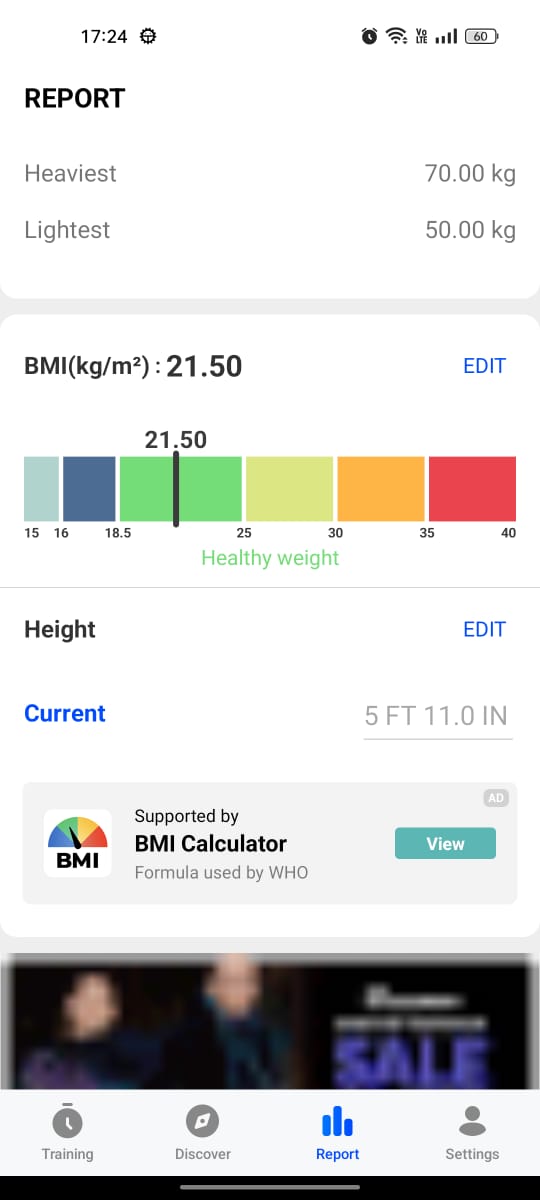 17:24 Vo LTE 60
REPORT
Heaviest 70.00 kg
Lightest 50.00 kg
BMI(kg/m²) : 21.50 EDIT
21.50
15 16 18.5 25 30 35 40
Healthy weight
Height EDIT
Current 5 FT 11.0 IN
AD
Supported by
BMI Calculator
Formula used by WHO
BMI
View
SALE
Training Discover Report Settings